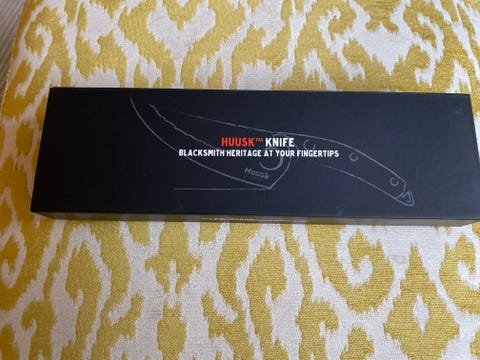 HUUSK™ KNIFE
BLACKSMITH HERITAGE AT YOUR FINGERTIPS
Huusk